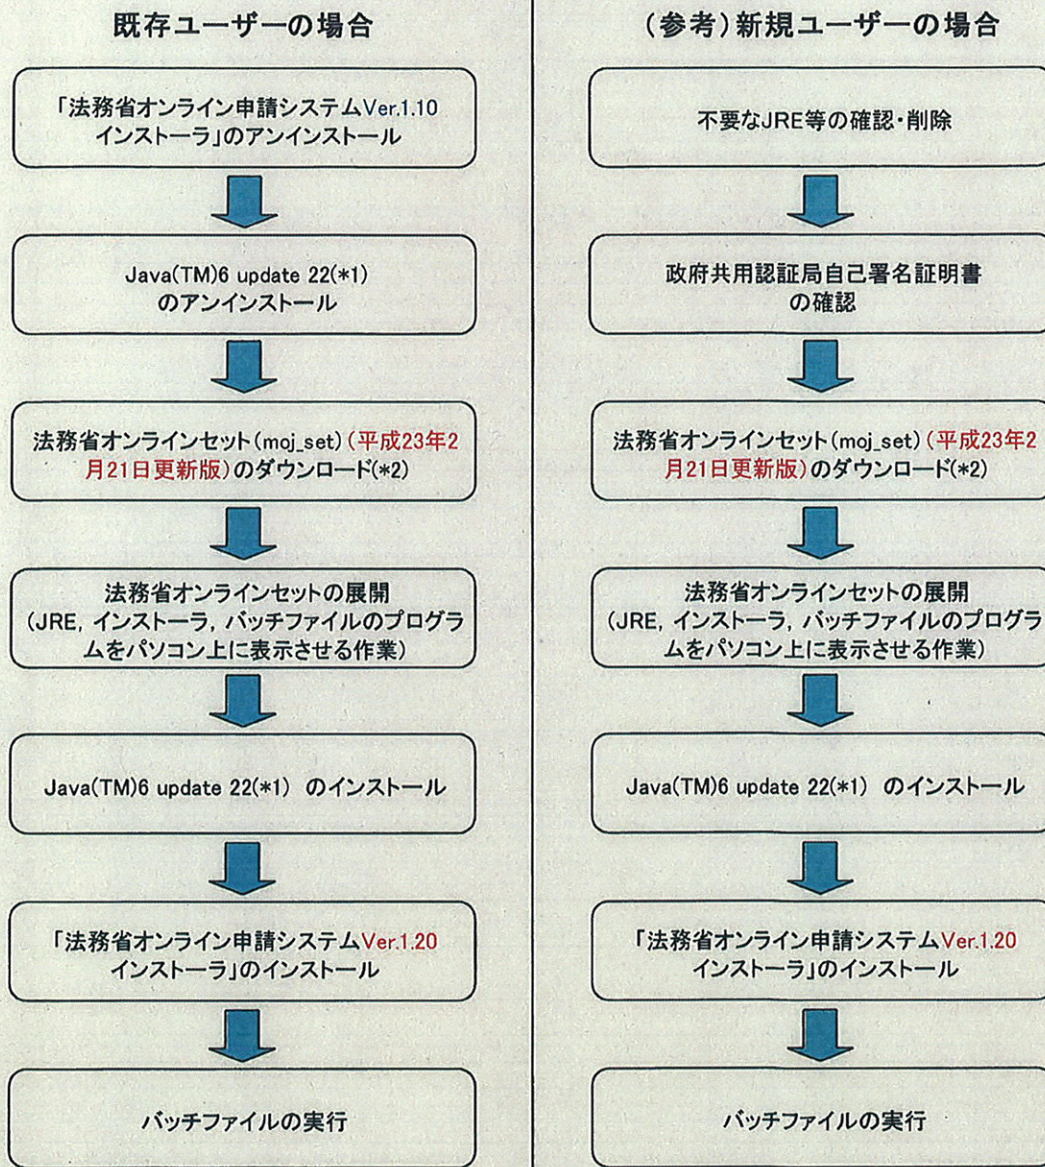 既存ユーザーの場合
「法務省オンライン申請システムVer.1.10
インストーラ」のアンインストール
Java(TM)6 update 22(*1)
のアンインストール
法務省オンラインセット(moj_set)(平成23年2
月21日更新版)のダウンロード(*2)
法務省オンラインセットの展開
(JRE, インストーラ, バッチファイルのプログラ
ムをパソコン上に表示させる作業)
Java(TM)6 update 22(*1) のインストール
「法務省オンライン申請システムVer.1.20
インストーラ」のインストール
バッチファイルの実行
(参考)新規ユーザーの場合
不要なJRE等の確認・削除
政府共用認証局自己署名証明書
の確認
法務省オンラインセット(moj_set)(平成23年2
月21日更新版)のダウンロード(*2)
法務省オンラインセットの展開
(JRE, インストーラ, バッチファイルのプログラ
ムをパソコン上に表示させる作業)
Java(TM)6 update 22(*1) のインストール
「法務省オンライン申請システムVer.1.20
インストーラ」のインストール
バッチファイルの実行